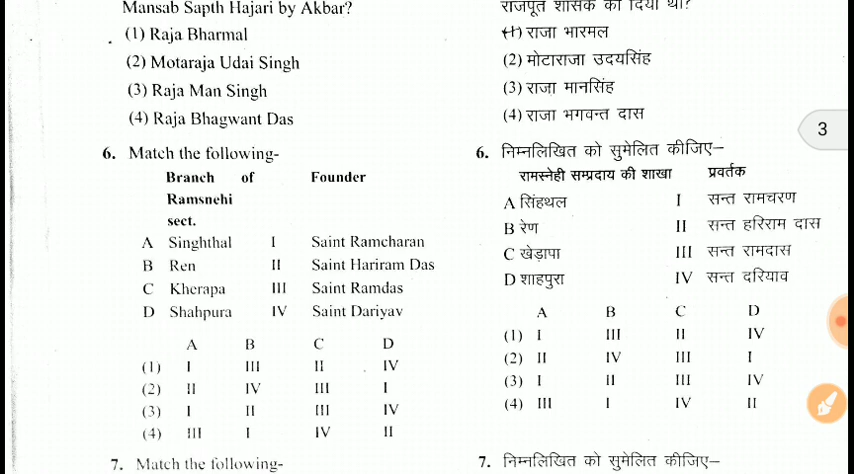 Mansab Sapth Hajari by Akbar?
(1) Raja Bharmal
(2) Motaraja Udai Singh
(3) Raja Man Singh
(4) Raja Bhagwant Das
6. Match the following-
Branch of Founder
Ramsnehi
sect.
A Singhthal I Saint Ramcharan
B Ren II Saint Hariram Das
C Kherapa III Saint Ramdas
D Shahpura IV Saint Dariyav
A B C D
(1) I III II IV
(2) II IV III I
(3) I II III IV
(4) III I IV II
7. Match the following-
राजपूत शासक को दिया था?
(1) राजा भारमल
(2) मोटाराजा उदयसिंह
(3) राजा मानसिंह
(4) राजा भगवन्त दास
6. निम्नलिखित को सुमेलित कीजिए–
रामस्नेही सम्प्रदाय की शाखा प्रवर्तक
A सिंहथल I सन्त रामचरण
B रेण II सन्त हरिराम दास
C खेड़ापा III सन्त रामदास
D शाहपुरा IV सन्त दरियाव
A B C D
(1) I III II IV
(2) II IV III I
(3) I II III IV
(4) III I IV II
7. निम्नलिखित को सुमेलित कीजिए–
3